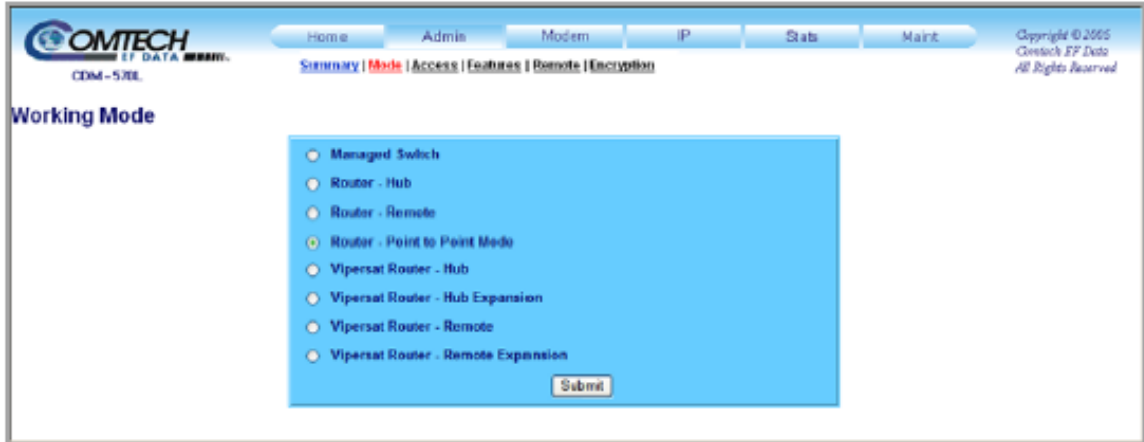 COMTECH
EF DATA
CDM-570L
Home Admin Modem IP Stats Maint
Summary | Mode | Access | Features | Remote | Encryption
Copyright © 2005
Comtech EF Data
All Rights Reserved
Working Mode
Managed Switch
Router - Hub
Router - Remote
Router - Point to Point Mode
Vipersat Router - Hub
Vipersat Router - Hub Expansion
Vipersat Router - Remote
Vipersat Router - Remote Expansion
Submit